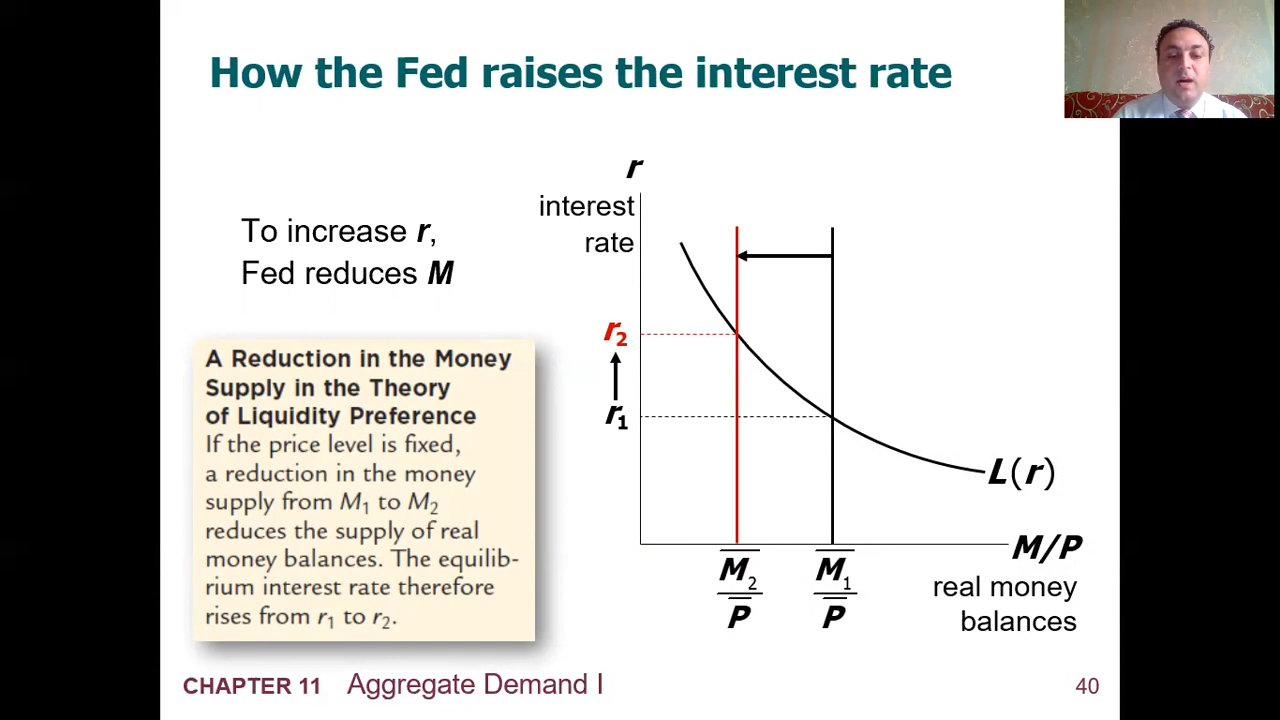 How the Fed raises the interest rate
To increase r,
Fed reduces M
A Reduction in the Money
Supply in the Theory
of Liquidity Preference
If the price level is fixed,
a reduction in the money
supply from M₁ to M₂
reduces the supply of real
money balances. The equilib-
rium interest rate therefore
rises from r₁ to r₂.
r
interest
rate
r₂
r₁
L(r)
M/P
real money
balances
M̅₂
P̅
M̅₁
P̅
CHAPTER 11 Aggregate Demand I
40